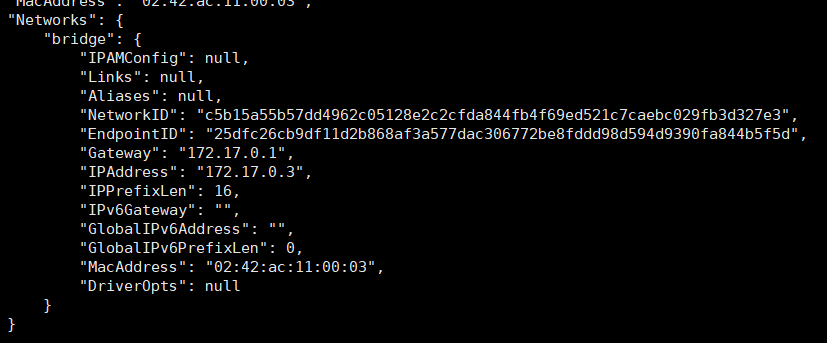 "MacAddress": "02:42:ac:11:00:03",
"Networks": {
"bridge": {
"IPAMConfig": null,
"Links": null,
"Aliases": null,
"NetworkID": "c5b15a55b57dd4962c05128e2c2cfda844fb4f69ed521c7caebc029fb3d327e3",
"EndpointID": "25dfc26cb9df11d2b868af3a577dac306772be8fddd98d594d9390fa844b5f5d",
"Gateway": "172.17.0.1",
"IPAddress": "172.17.0.3",
"IPPrefixLen": 16,
"IPv6Gateway": "",
"GlobalIPv6Address": "",
"GlobalIPv6PrefixLen": 0,
"MacAddress": "02:42:ac:11:00:03",
"DriverOpts": null
}
}